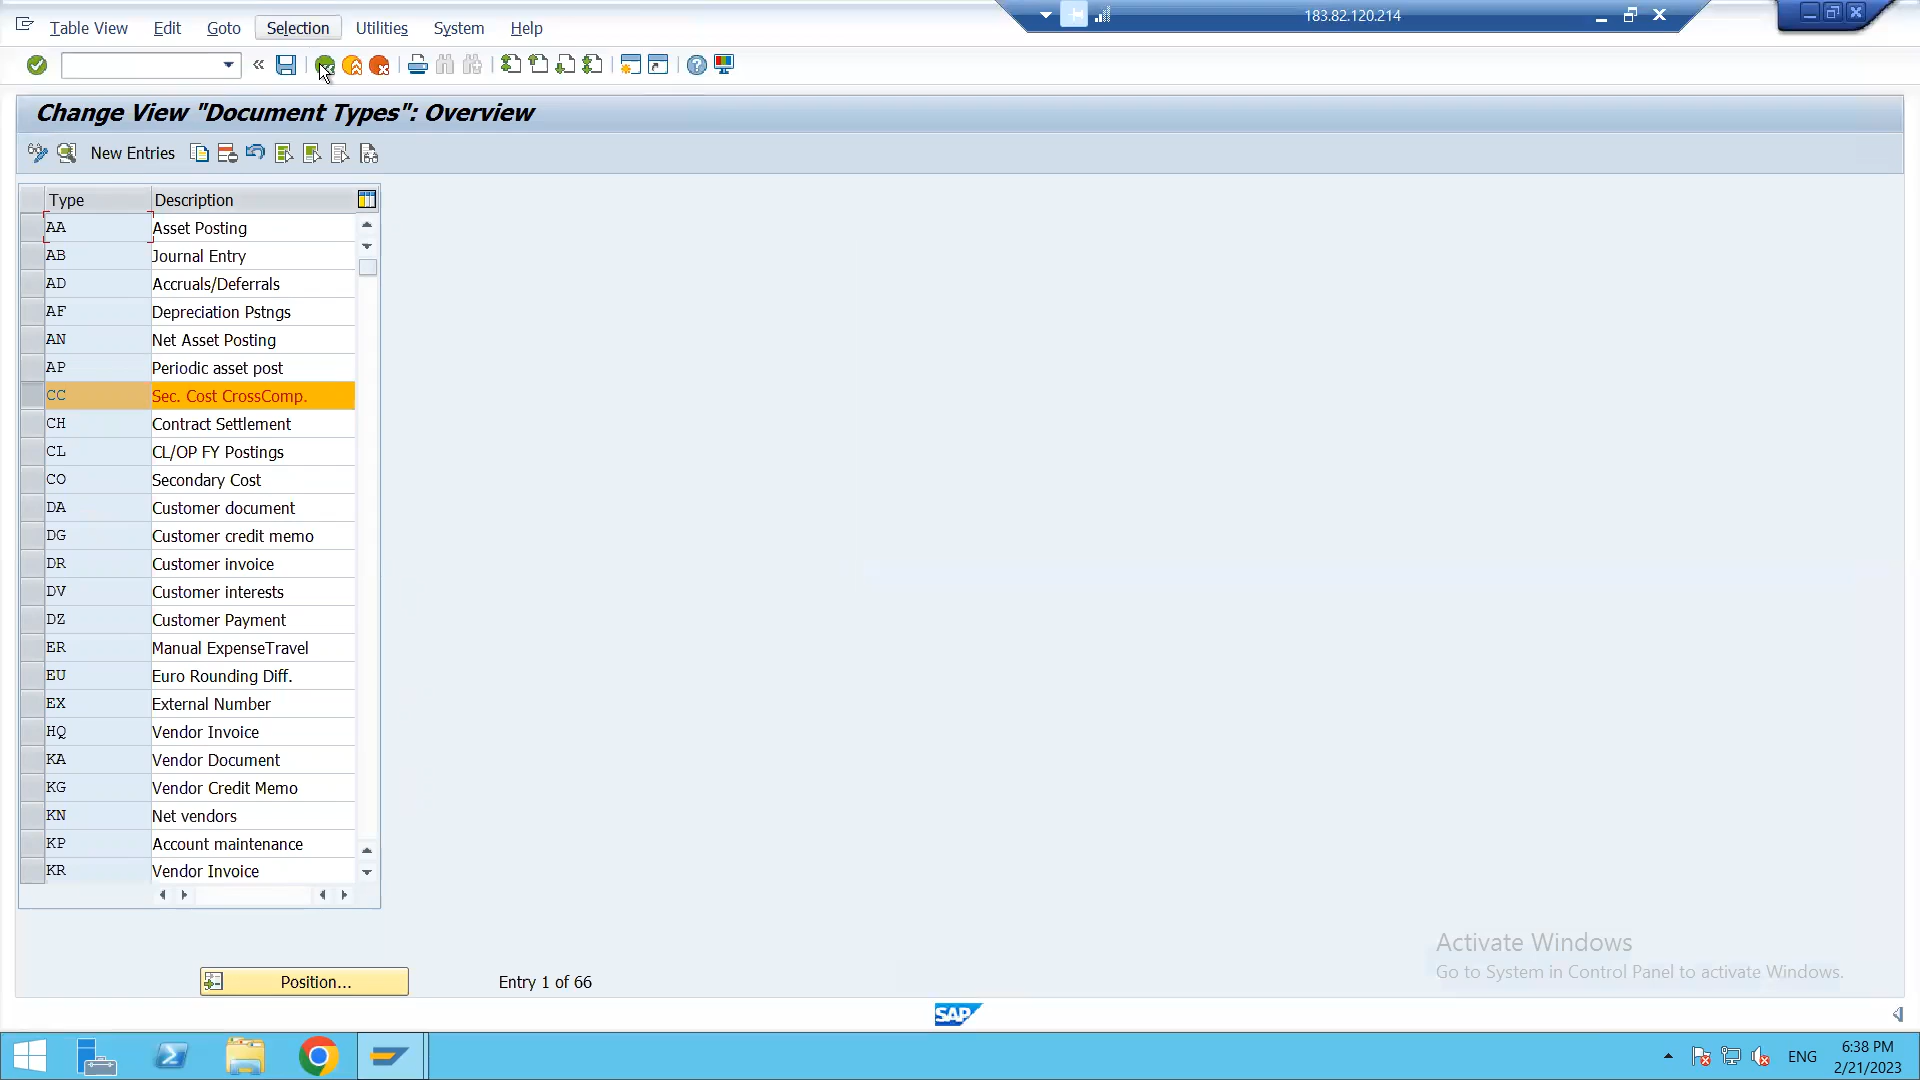 Table View Edit Goto Selection Utilities System Help
183.82.120.214
Change View "Document Types": Overview
New Entries
Type Description
AA Asset Posting
AB Journal Entry
AD Accruals/Deferrals
AF Depreciation Pstngs
AN Net Asset Posting
AP Periodic asset post
CC Sec. Cost CrossComp.
CH Contract Settlement
CL CL/OP FY Postings
CO Secondary Cost
DA Customer document
DG Customer credit memo
DR Customer invoice
DV Customer interests
DZ Customer Payment
ER Manual ExpenseTravel
EU Euro Rounding Diff.
EX External Number
HQ Vendor Invoice
KA Vendor Document
KG Vendor Credit Memo
KN Net vendors
KP Account maintenance
KR Vendor Invoice
Activate Windows
Go to System in Control Panel to activate Windows.
Position... Entry 1 of 66
SAP
ENG 6:38 PM
2/21/2023